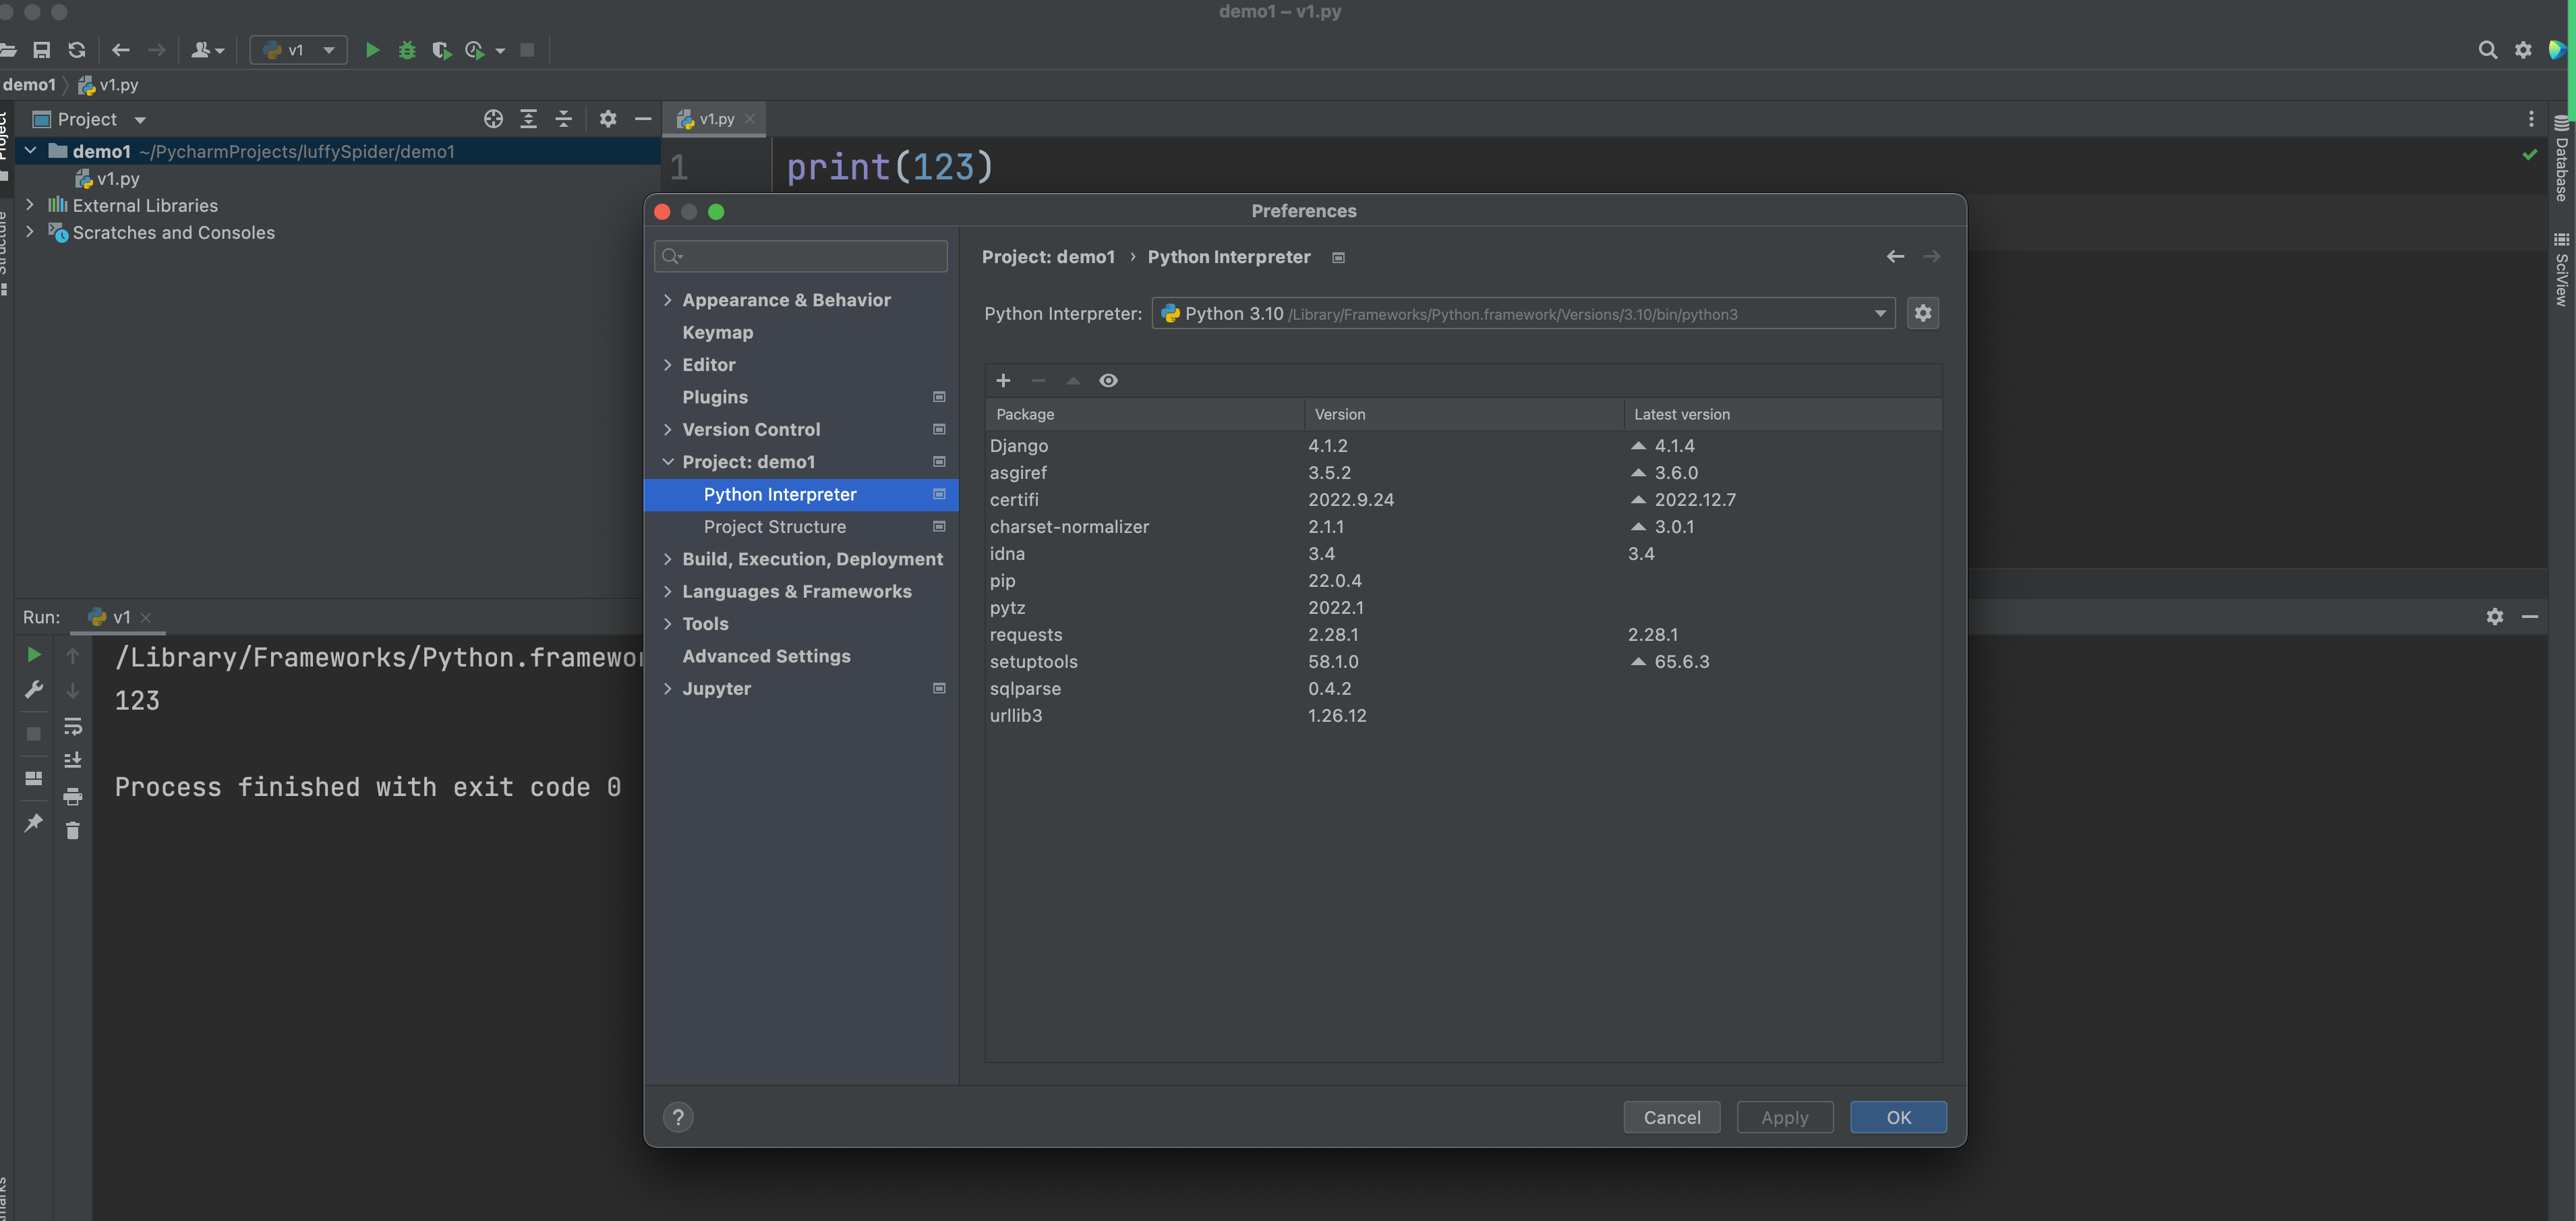 demo1 – v1.py
v1
demo1
v1.py
Project
Project
v1.py
demo1 ~/PycharmProjects/luffySpider/demo1
v1.py
External Libraries
Scratches and Consoles
Structure
1
print(123)
Database
SciView
Preferences
Appearance & Behavior
Keymap
Editor
Plugins
Version Control
Project: demo1
Python Interpreter
Project Structure
Build, Execution, Deployment
Languages & Frameworks
Tools
Advanced Settings
Jupyter
Project: demo1 › Python Interpreter
Python Interpreter: Python 3.10 /Library/Frameworks/Python.framework/Versions/3.10/bin/python3
Package Version Latest version
Django 4.1.2 4.1.4
asgiref 3.5.2 3.6.0
certifi 2022.9.24 2022.12.7
charset-normalizer 2.1.1 3.0.1
idna 3.4 3.4
pip 22.0.4
pytz 2022.1
requests 2.28.1 2.28.1
setuptools 58.1.0 65.6.3
sqlparse 0.4.2
urllib3 1.26.12
?
Cancel
Apply
OK
Run: v1
/Library/Frameworks/Python.framewor
123
Process finished with exit code 0